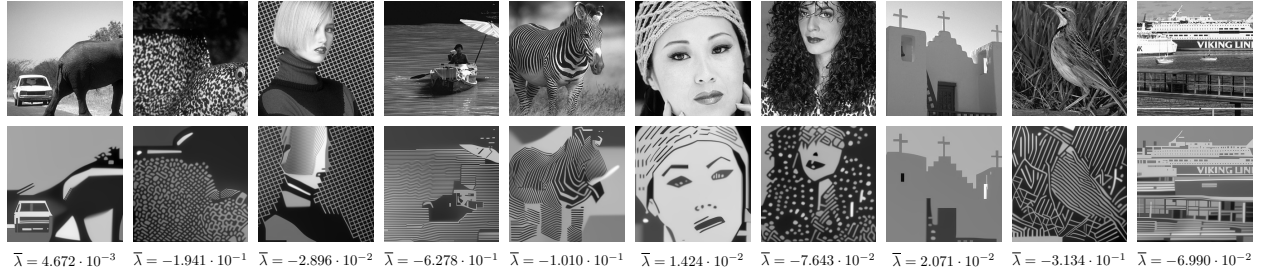 VIKING LINE
VIKING LINE
λ̄ = 4.672 · 10⁻³
λ̄ = −1.941 · 10⁻¹
λ̄ = −2.896 · 10⁻²
λ̄ = −6.278 · 10⁻¹
λ̄ = −1.010 · 10⁻¹
λ̄ = 1.424 · 10⁻²
λ̄ = −7.643 · 10⁻²
λ̄ = 2.071 · 10⁻²
λ̄ = −3.134 · 10⁻¹
λ̄ = −6.990 · 10⁻²